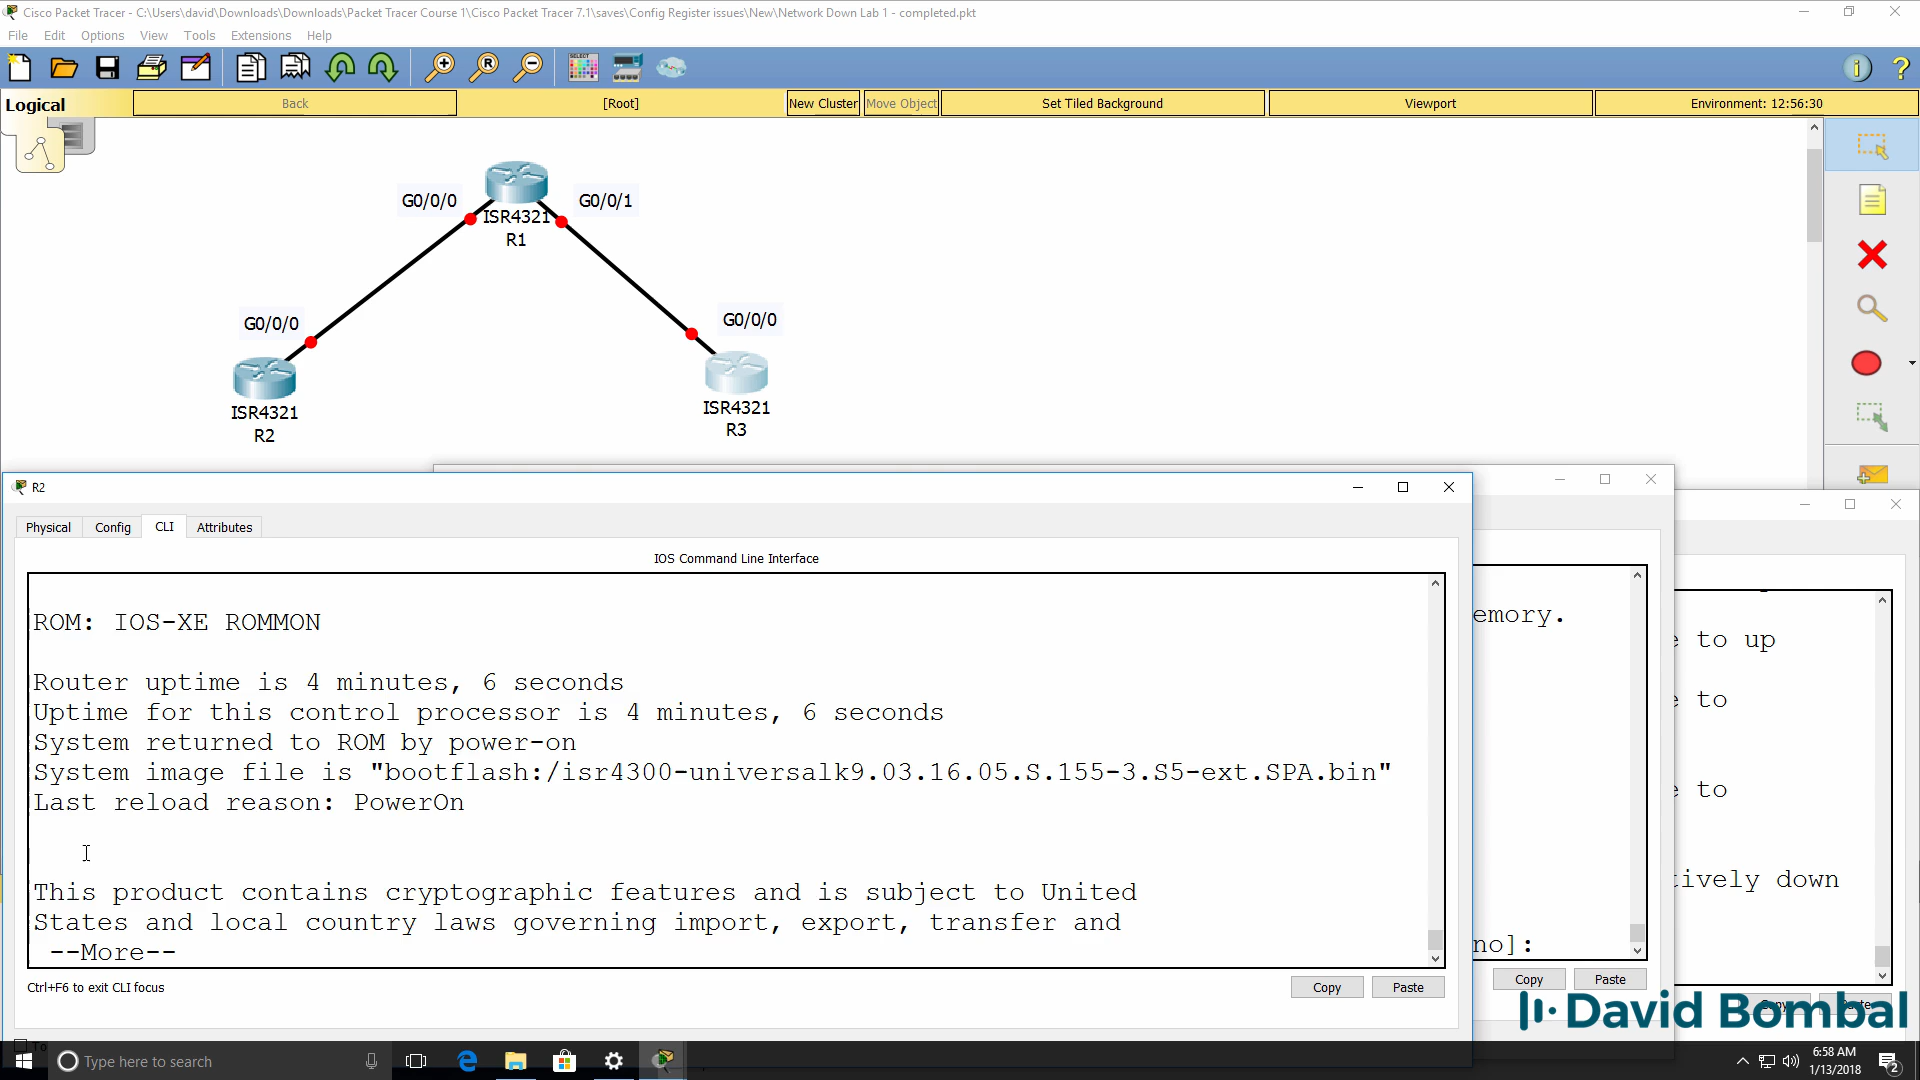 Cisco Packet Tracer - C:\Users\david\Downloads\Downloads\Packet Tracer Course 1\Cisco Packet Tracer 7.1\saves\Config Register issues\New\Network Down Lab 1 - completed.pkt
File Edit Options View Tools Extensions Help
Logical Back [Root] New Cluster Move Object Set Tiled Background Viewport Environment: 12:56:30
G0/0/0 G0/0/1
ISR4321
R1
G0/0/0 G0/0/0
ISR4321
R2
ISR4321
R3
R2
Physical Config CLI Attributes
IOS Command Line Interface
ROM: IOS-XE ROMMON
Router uptime is 4 minutes, 6 seconds
Uptime for this control processor is 4 minutes, 6 seconds
System returned to ROM by power-on
System image file is "bootflash:/isr4300-universalk9.03.16.05.S.155-3.S5-ext.SPA.bin"
Last reload reason: PowerOn
This product contains cryptographic features and is subject to United
States and local country laws governing import, export, transfer and
--More--
Ctrl+F6 to exit CLI focus
Copy Paste
emory.
no]:
Copy Paste
e to up
e to
e to
tively down
Copy Paste
David Bombal
Type here to search
6:58 AM
1/13/2018
2